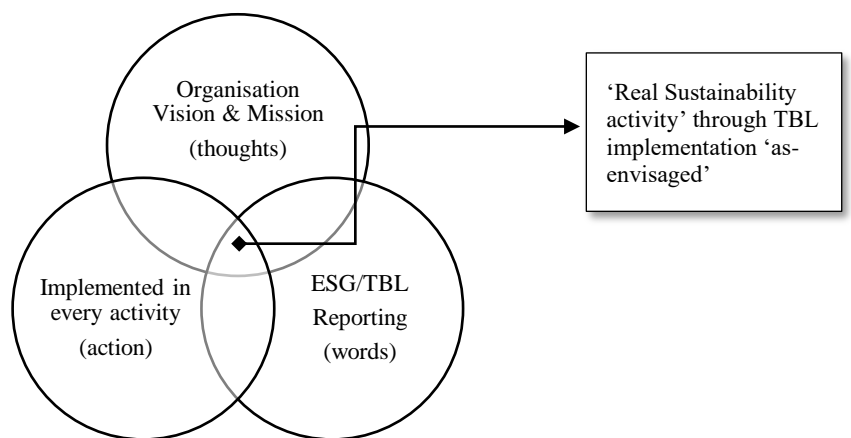 Organisation
Vision & Mission
(thoughts)
‘Real Sustainability
activity’ through TBL
implementation ‘as-
envisaged’
Implemented in
every activity
(action)
ESG/TBL
Reporting
(words)